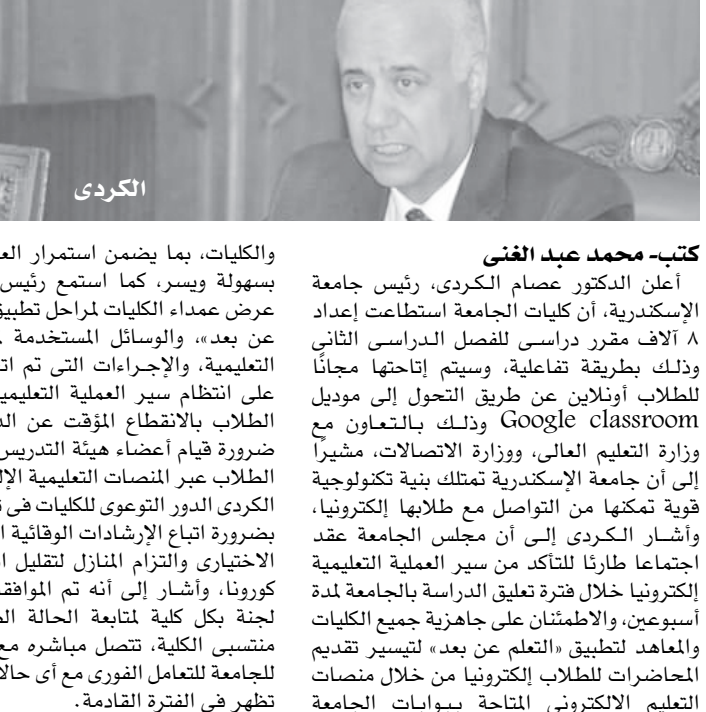 الكردى
كتب- محمد عبد الغنى
أعلن الدكتور عصام الكردى، رئيس جامعة
الإسكندرية، أن كليات الجامعة استطاعت إعداد
٨ آلاف مقرر دراسى للفصل الدراسى الثانى
وذلك بطريقة تفاعلية، وسيتم إتاحتها مجانًا
للطلاب أونلاين عن طريق التحول إلى موديل
Google classroom وذلك بالتعاون مع
وزارة التعليم العالى، ووزارة الاتصالات، مشيرًا
إلى أن جامعة الإسكندرية تمتلك بنية تكنولوجية
قوية تمكنها من التواصل مع طلابها إلكترونيا،
وأشار الكردى إلى أن مجلس الجامعة عقد
اجتماعا طارئا للتأكد من سير العملية التعليمية
إلكترونيا خلال فترة تعليق الدراسة بالجامعة لمدة
أسبوعين، والاطمئنان على جاهزية جميع الكليات
والمعاهد لتطبيق «التعلم عن بعد» لتيسير تقديم
المحاضرات للطلاب إلكترونيا من خلال منصات
التعليم الالكترونى المتاحة ببوابات الجامعة
والكليات، بما يضمن استمرار
بسهولة ويسر، كما استمع رئيس
عرض عمداء الكليات لمراحل
عن بعد»، والوسائل المستخدمة
التعليمية، والإجراءات التى تم
على انتظام سير العملية
الطلاب بالانقطاع المؤقت عن
ضرورة قيام أعضاء هيئة التدريس
الطلاب عبر المنصات التعليمية
الكردى الدور التوعوى للكليات فى
بضرورة اتباع الإرشادات الوقائية
الاختيارى والتزام المنازل لتقليل
كورونا، وأشار إلى أنه تم
لجنة بكل كلية لمتابعة الحالة
منتسبى الكلية، تتصل مباشره مع
للجامعة للتعامل الفورى مع أى
تظهر فى الفترة القادمة.